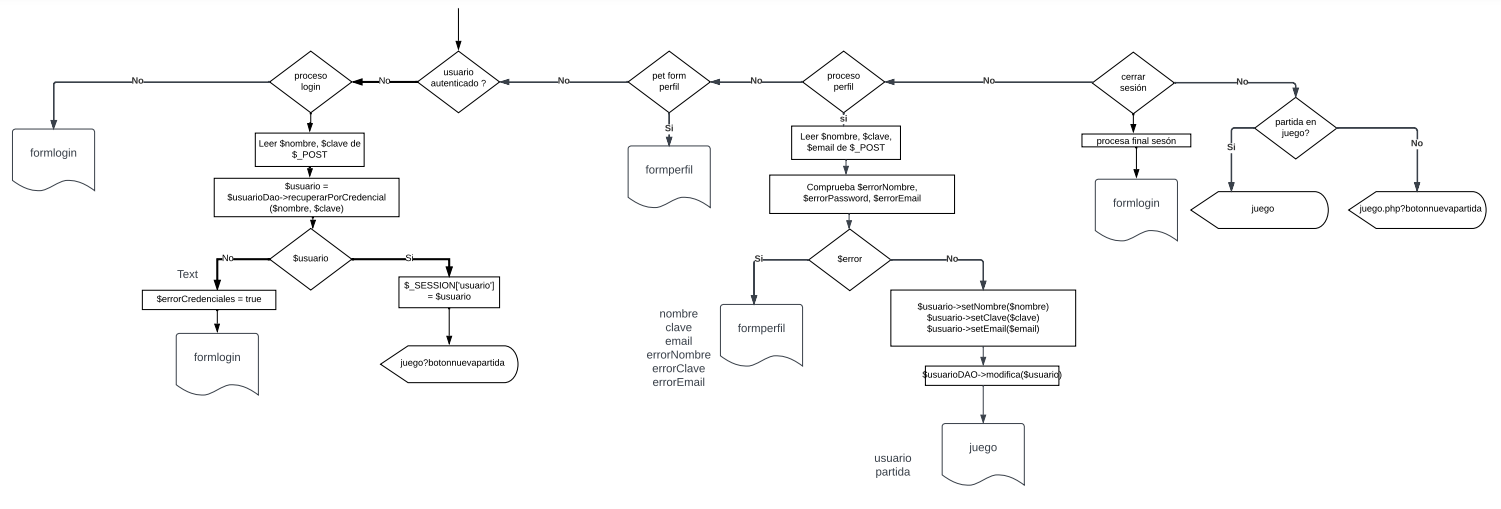 No
proceso
login
No
usuario
autenticado ?
No
pet form
perfil
No
proceso
perfil
No
cerrar
sesión
No
partida en
juego?
Si
No
formlogin
Leer $nombre, $clave de
$_POST
$usuario =
$usuarioDao->recuperarPorCredencial
($nombre, $clave)
$usuario
No
Si
Text
$errorCredenciales = true
formlogin
$_SESSION['usuario']
= $usuario
juego?botonnuevapartida
Si
formperfil
si
Leer $nombre, $clave,
$email de $_POST
Comprueba $errorNombre,
$errorPassword, $errorEmail
$error
Si
No
nombre
clave
email
errorNombre
errorClave
errorEmail
formperfil
$usuario->setNombre($nombre)
$usuario->setClave($clave)
$usuario->setEmail($email)
$usuarioDAO->modifica($usuario)
usuario
partida
juego
procesa final sesón
formlogin
juego
juego.php?botonnuevapartida